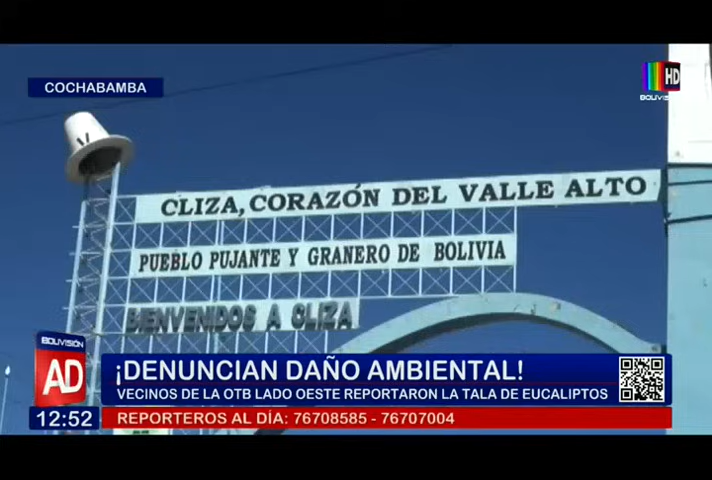 COCHABAMBA
HD
BOLIVISIÓN
CLIZA, CORAZÓN DEL VALLE ALTO
PUEBLO PUJANTE Y GRANERO DE BOLIVIA
BIENVENIDOS A CLIZA
BOLIVISIÓN
AD
¡DENUNCIAN DAÑO AMBIENTAL!
VECINOS DE LA OTB LADO OESTE REPORTARON LA TALA DE EUCALIPTOS
12:52
REPORTEROS AL DÍA: 76708585 - 76707004